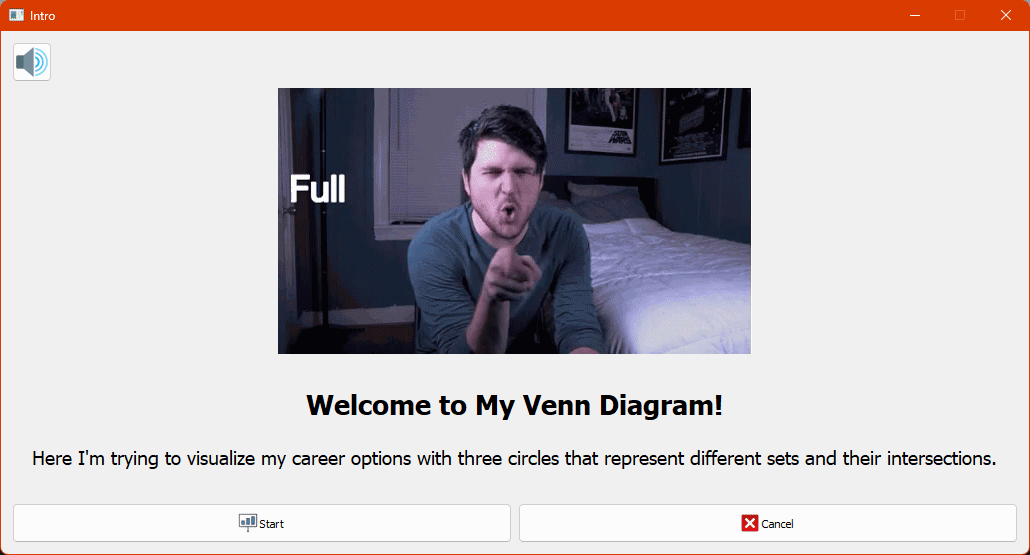 Intro
Full
STAR
WARS
Welcome to My Venn Diagram!
Here I'm trying to visualize my career options with three circles that represent different sets and their intersections.
Start
Cancel